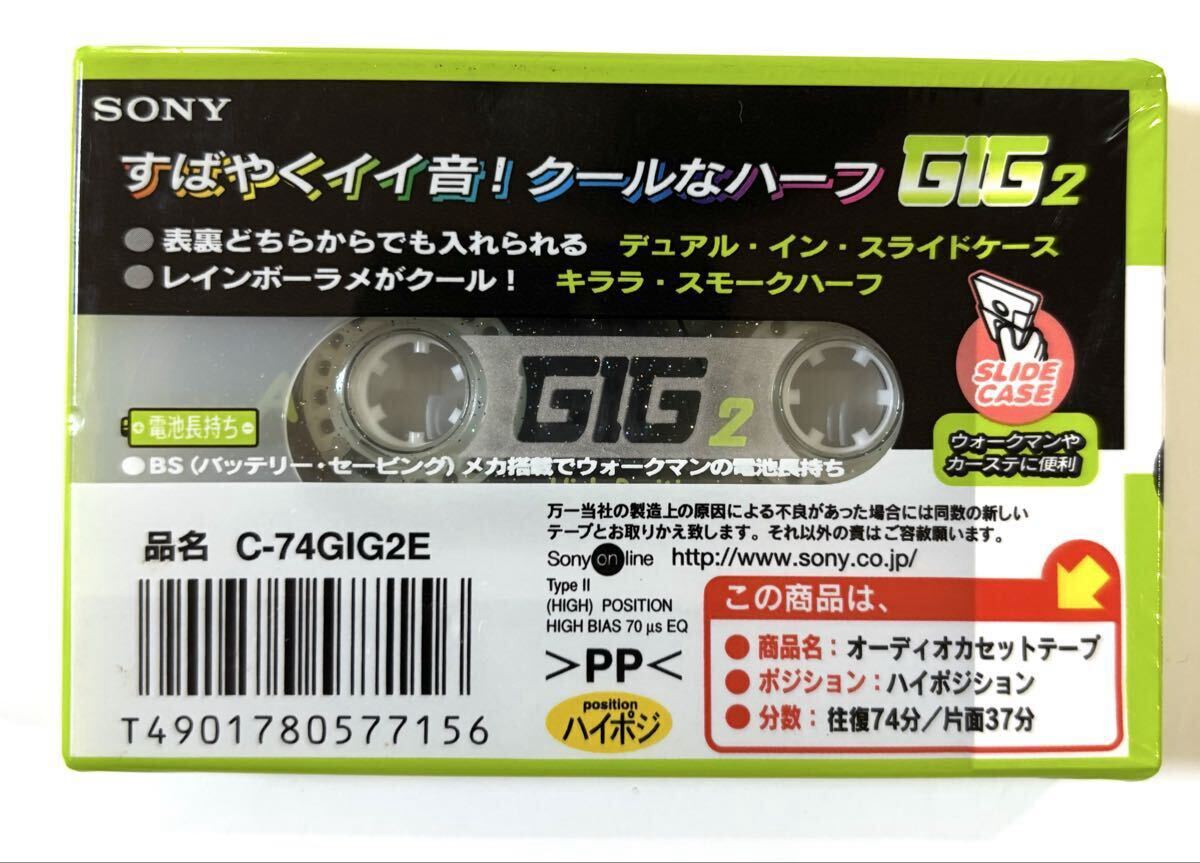 SONY
すばやくイイ音!クールなハーフ GIG2
●表裏どちらからでも入れられる デュアル・イン・スライドケース
●レインボーラメがクール! キララ・スモークハーフ
GIG 2
SLIDE
CASE
ウォークマンや
カーステに便利
+電池長持ち-
●BS(バッテリー・セービング)メカ搭載でウォークマンの電池長持ち
万一当社の製造上の原因による不良があった場合には同数の新しい
テープとお取りかえ致します。それ以外の責はご容赦願います。
Sony on line http://www.sony.co.jp/
品名 C-74GIG2E
T4901780577156
Type II
(HIGH) POSITION
HIGH BIAS 70 µs EQ
>PP<
position
ハイポジ
この商品は、
●商品名:オーディオカセットテープ
●ポジション:ハイポジション
●分数:往復74分/片面37分